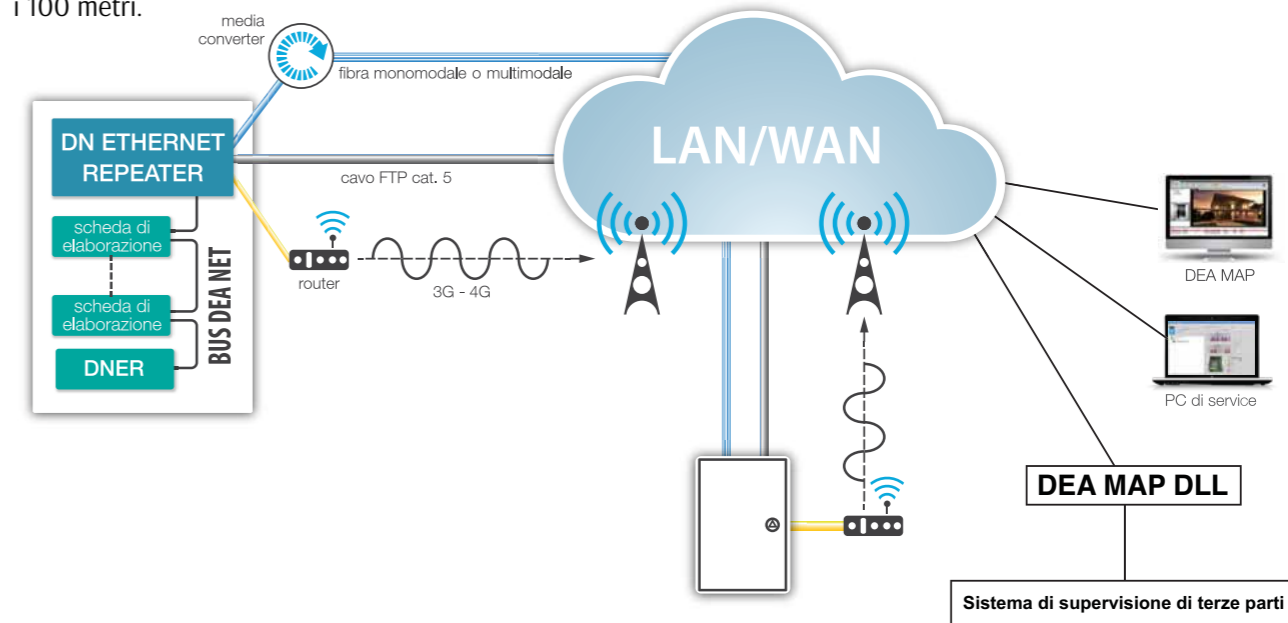 i 100 metri.
media
converter
fibra monomodale o multimodale
LAN/WAN
DN ETHERNET
REPEATER
cavo FTP cat. 5
scheda di
elaborazione
BUS DEA NET
router
3G - 4G
scheda di
elaborazione
DNER
DEA MAP
PC di service
DEA MAP DLL
Sistema di supervisione di terze parti